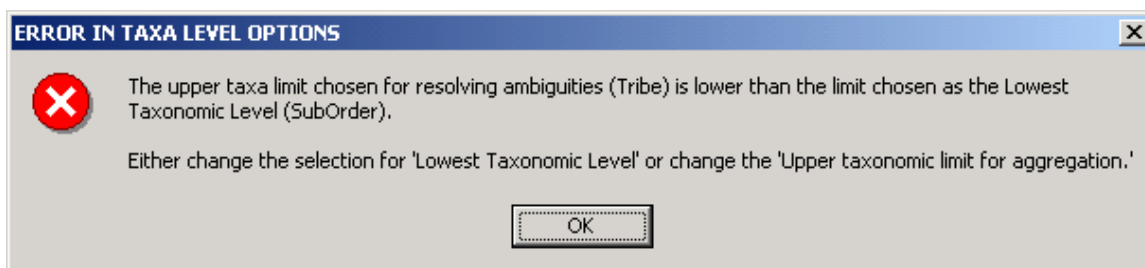 ERROR IN TAXA LEVEL OPTIONS
The upper taxa limit chosen for resolving ambiguities (Tribe) is lower than the limit chosen as the Lowest
Taxonomic Level (SubOrder).
Either change the selection for 'Lowest Taxonomic Level' or change the 'Upper taxonomic limit for aggregation.'
OK